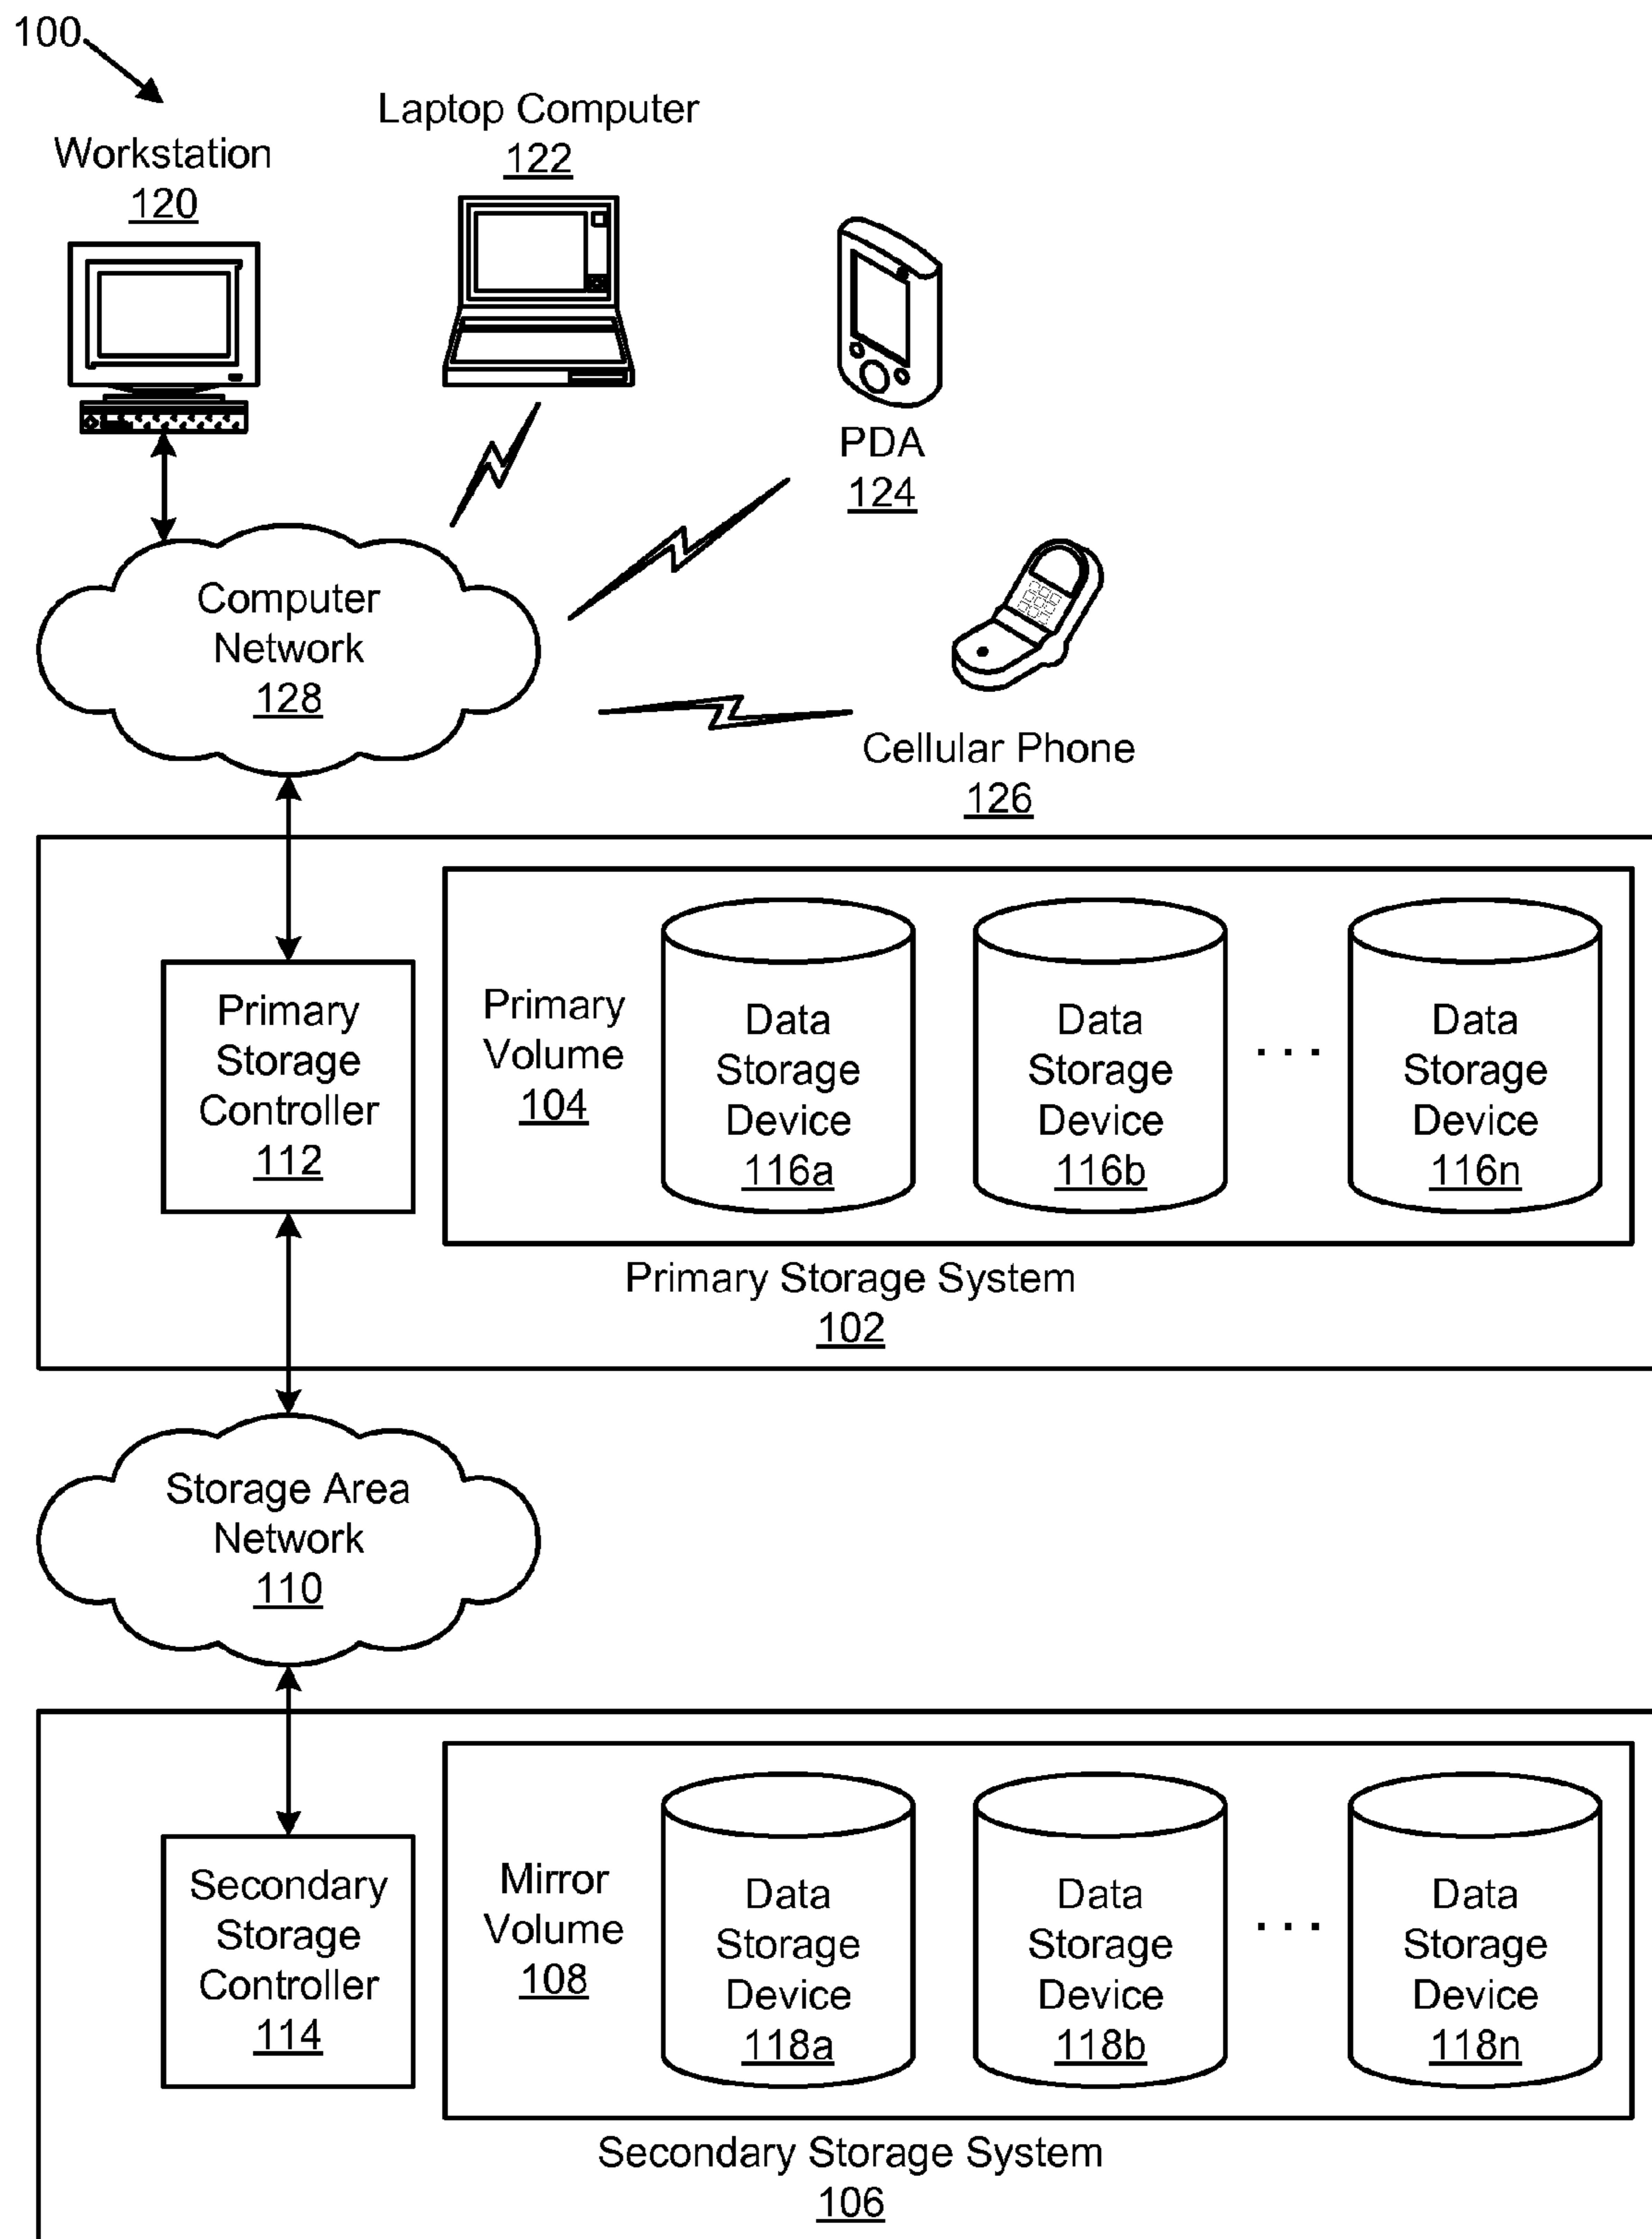 100
Laptop Computer
122
Workstation
120
PDA
124
Computer
Network
128
Cellular Phone
126
Primary
Storage
Controller
112
Primary
Volume
104
Data
Storage
Device
116a
Data
Storage
Device
116b
...
Data
Storage
Device
116n
Primary Storage System
102
Storage Area
Network
110
Secondary
Storage
Controller
114
Mirror
Volume
108
Data
Storage
Device
118a
Data
Storage
Device
118b
...
Data
Storage
Device
118n
Secondary Storage System
106